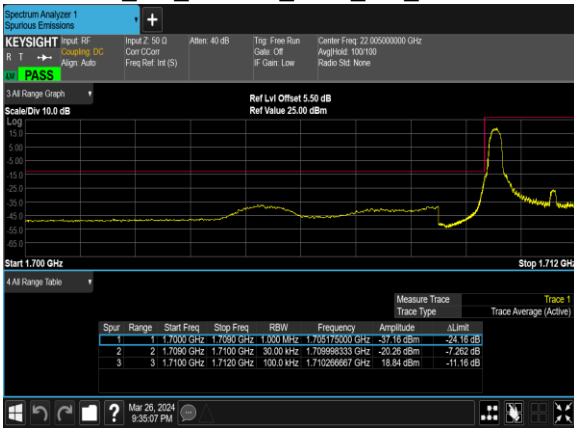 Spectrum Analyzer 1
Spurious Emissions
+
KEYSIGHT Input: RF Input Z: 50 Ω Atten: 40 dB Trig: Free Run Center Freq: 22.005000000 GHz
R T Coupling: DC Corr CCorr Gate: Off Avg|Hold: 100/100
Align: Auto Freq Ref: Int (S) IF Gain: Low Radio Std: None
PASS
3 All Range Graph
Ref Lvl Offset 5.50 dB
Scale/Div 10.0 dB Ref Value 25.00 dBm
Log
15.0
5.00
-5.00
-15.0
-25.0
-35.0
-45.0
-55.0
-65.0
Start 1.700 GHz Stop 1.712 GHz
4 All Range Table
Measure Trace Trace 1
Trace Type Trace Average (Active)
Spur Range Start Freq Stop Freq RBW Frequency Amplitude ΔLimit
1 1 1.7000 GHz 1.7090 GHz 1.000 MHz 1.705175000 GHz -37.16 dBm -24.16 dB
2 2 1.7090 GHz 1.7100 GHz 30.00 kHz 1.709998333 GHz -20.26 dBm -7.262 dB
3 3 1.7100 GHz 1.7120 GHz 100.0 kHz 1.710266667 GHz 18.84 dBm -11.16 dB
?
Mar 26, 2024
9:35:07 PM